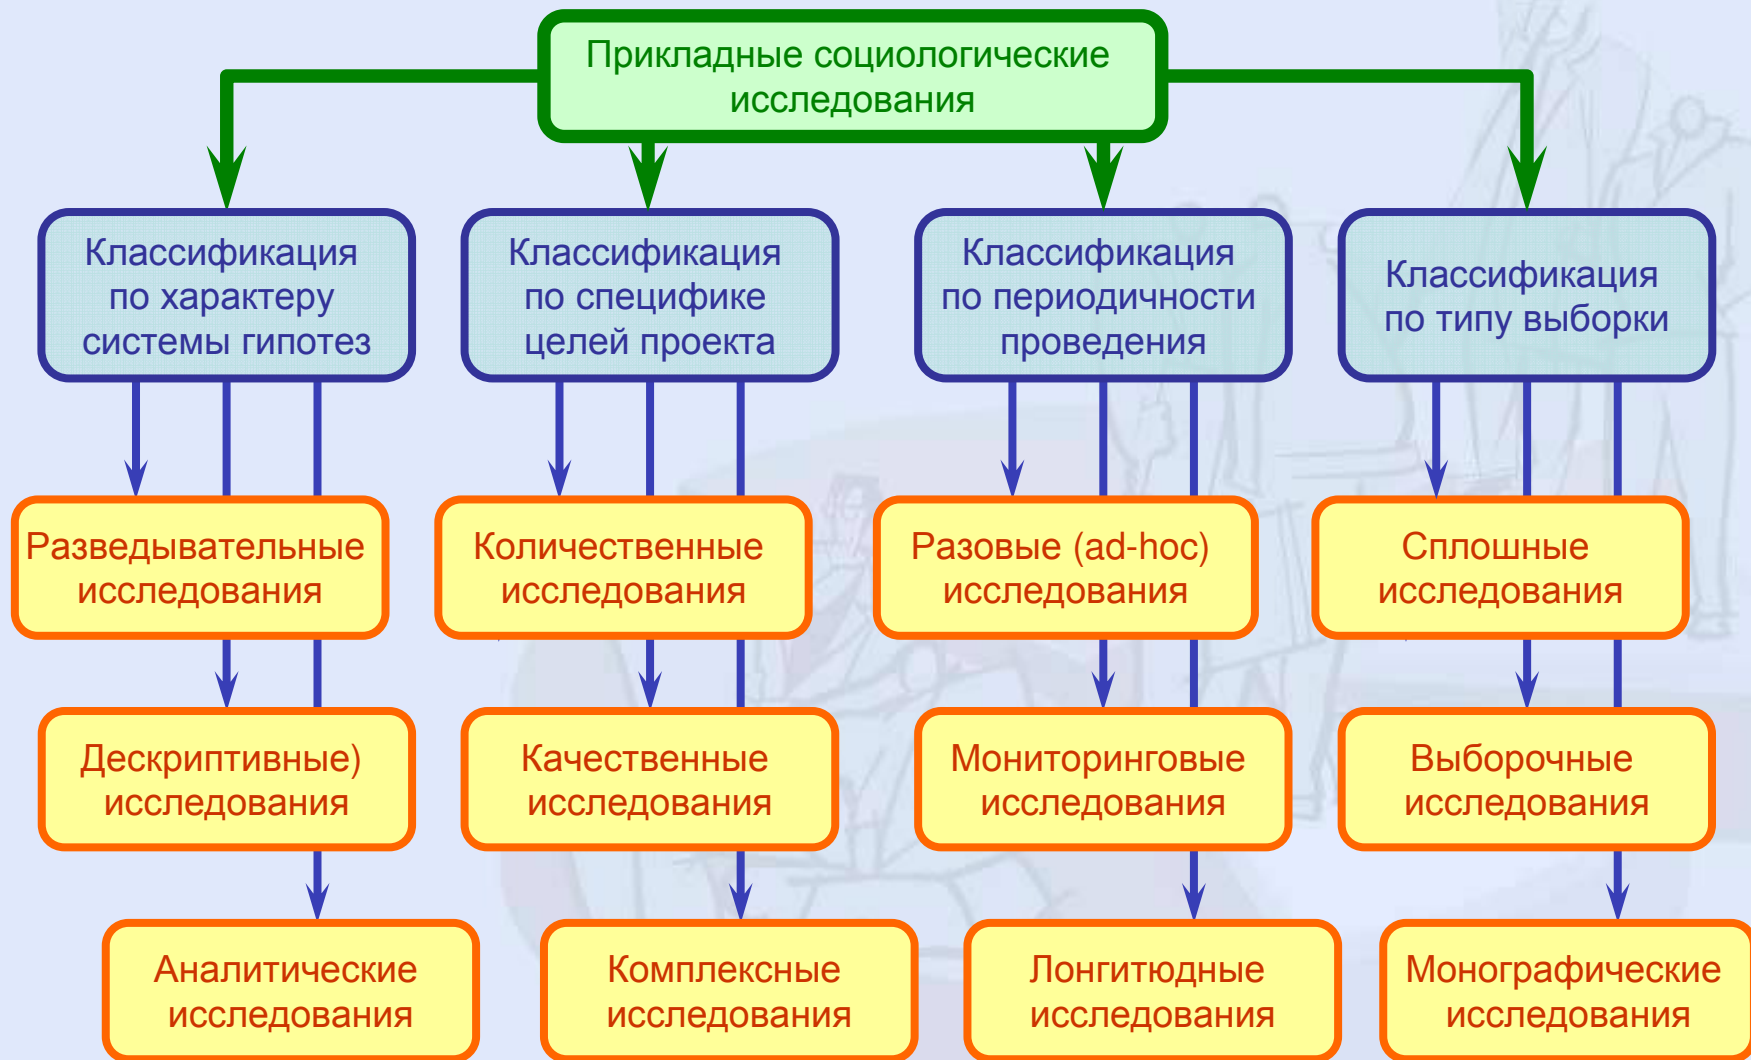 Прикладные социологические
исследования
Классификация
по характеру
системы гипотез
Классификация
по специфике
целей проекта
Классификация
по периодичности
проведения
Классификация
по типу выборки
Разведывательные
исследования
Количественные
исследования
Разовые (ad-hoc)
исследования
Сплошные
исследования
Дескриптивные)
исследования
Качественные
исследования
Мониторинговые
исследования
Выборочные
исследования
Аналитические
исследования
Комплексные
исследования
Лонгитюдные
исследования
Монографические
исследования